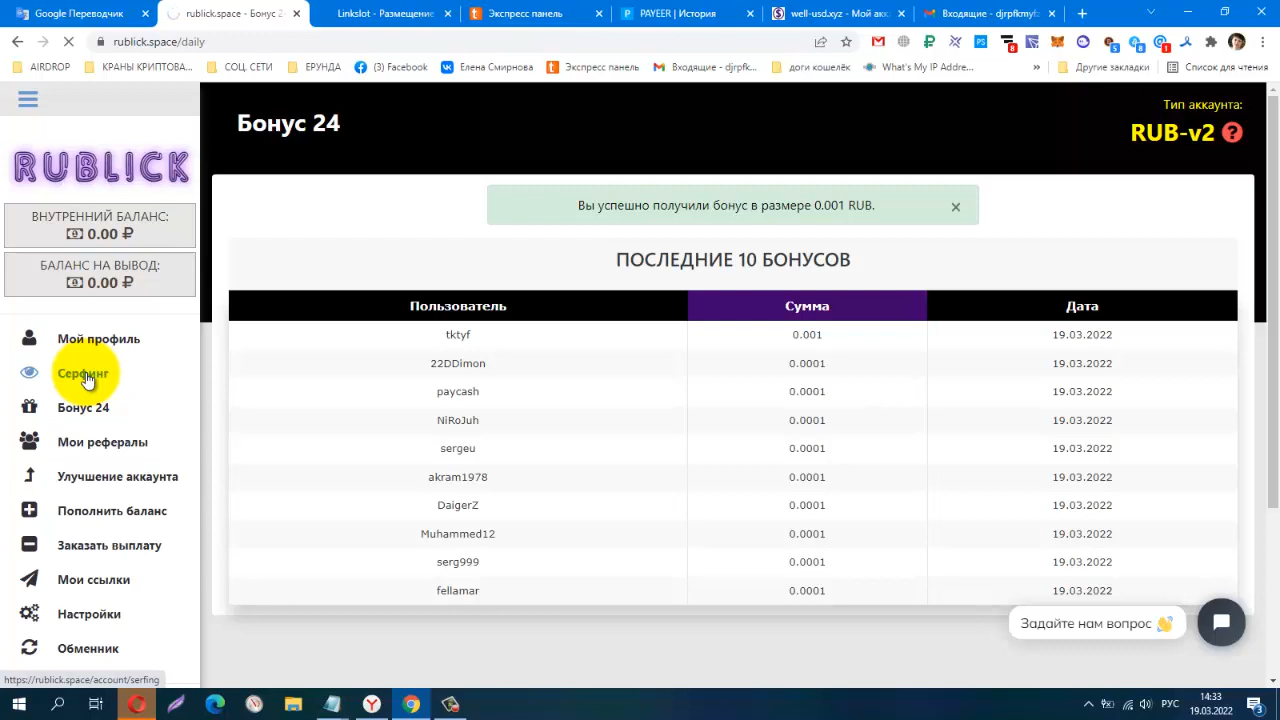 Google Переводчик
rublick.space - Бонус 24
Linkslot - Размещение
Экспресс панель
PAYEER | История
well-usd.xyz - Мой акка
Входящие - djrpfkmyfz
rublick.space/daily
AIRDROP
КРАНЫ КРИПТОВА...
СОЦ. СЕТИ
ЕРУНДА
(3) Facebook
Елена Смирнова
Экспресс панель
Входящие - djrpfk...
доги кошелёк
What's My IP Addre...
»
Другие закладки
Список для чтения
Бонус 24
Тип аккаунта:
RUB-v2
RUBLICK
ВНУТРЕННИЙ БАЛАНС:
0.00 ₽
БАЛАНС НА ВЫВОД:
0.00 ₽
Мой профиль
Серфинг
Бонус 24
Мои рефералы
Улучшение аккаунта
Пополнить баланс
Заказать выплату
Мои ссылки
Настройки
Обменник
Вы успешно получили бонус в размере 0.001 RUB.
ПОСЛЕДНИЕ 10 БОНУСОВ
Пользователь Сумма Дата
tktyf 0.001 19.03.2022
22DDimon 0.0001 19.03.2022
paycash 0.0001 19.03.2022
NiRoJuh 0.0001 19.03.2022
sergeu 0.0001 19.03.2022
akram1978 0.0001 19.03.2022
DaigerZ 0.0001 19.03.2022
Muhammed12 0.0001 19.03.2022
serg999 0.0001 19.03.2022
fellamar 0.0001 19.03.2022
Задайте нам вопрос
https://rublick.space/account/serfing
РУС
14:33
19.03.2022